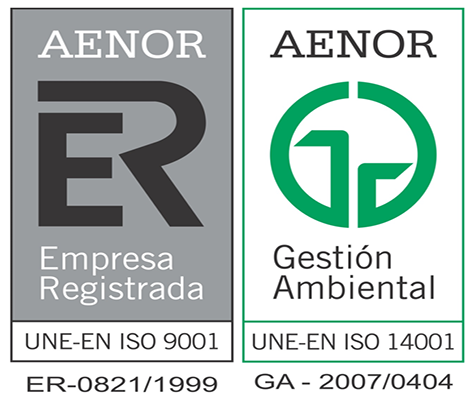 AENOR
ER
Empresa
Registrada
UNE-EN ISO 9001
ER-0821/1999
AENOR
Gestión
Ambiental
UNE-EN ISO 14001
GA - 2007/0404